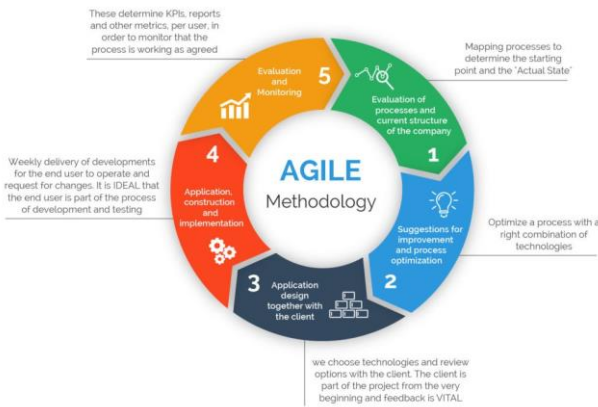 These determine KPIs, reports
and other metrics, per user, in
order to monitor that the
process is working as agreed
Evaluation
and
Monitoring
5
Mapping processes to
determine the starting
point and the "Actual State"
Evaluation of
processes and
current structure
of the company
1
Weekly delivery of developments
for the end user to operate and
request for changes. It is IDEAL that
the end user is part of the process
of development and testing
4
Application,
construction
and
implementation
AGILE
Methodology
Suggestions for
improvement
and process
optimization
2
Optimize a process with a
right combination of
technologies
3
Application
design
together with
the client
we choose technologies and review
options with the client. The client is
part of the project from the very
beginning and feedback is VITAL